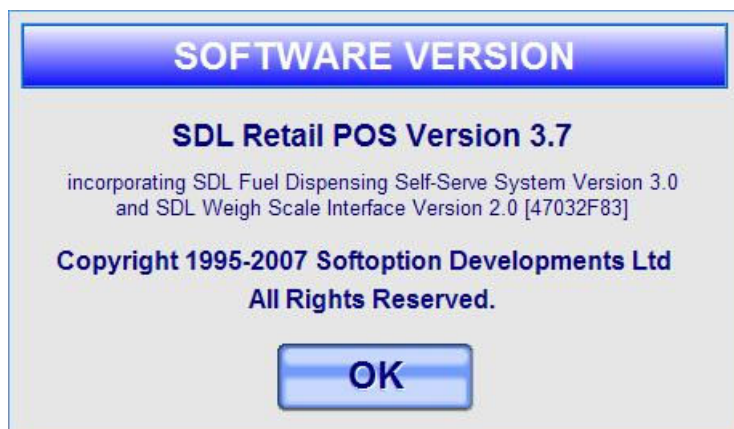 SOFTWARE VERSION
SDL Retail POS Version 3.7
incorporating SDL Fuel Dispensing Self-Serve System Version 3.0
and SDL Weigh Scale Interface Version 2.0 [47032F83]
Copyright 1995-2007 Softoption Developments Ltd
All Rights Reserved.
OK